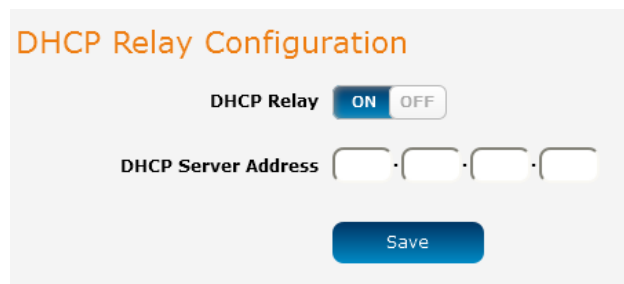 DHCP Relay Configuration
DHCP Relay ON OFF
DHCP Server Address . . .
Save